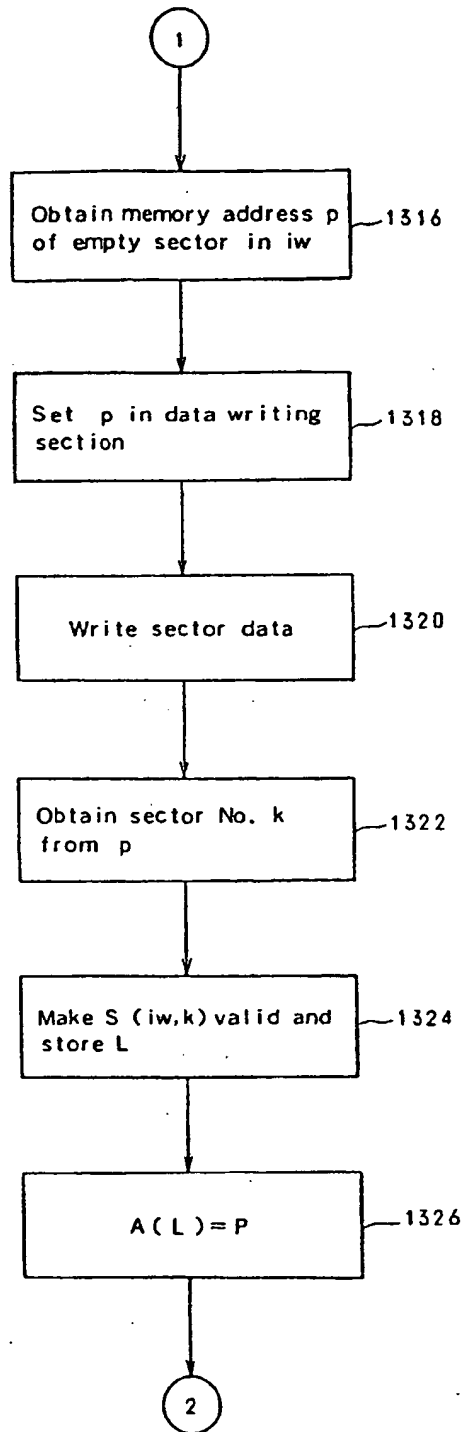 1
Obtain memory address p
of empty sector in iw
1316
Set p in data writing
section
1318
Write sector data
1320
Obtain sector No. k
from p
1322
Make S (iw,k) valid and
store L
1324
A(L)=P
1326
2